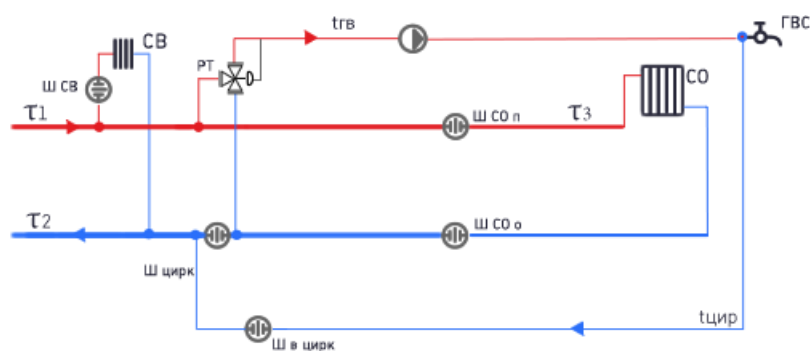 tгв
ГВС
СВ
РТ
Ш СВ
СО
τ1
Ш СО п
τ3
τ2
Ш СО о
Ш цирк
tцир
Ш в цирк